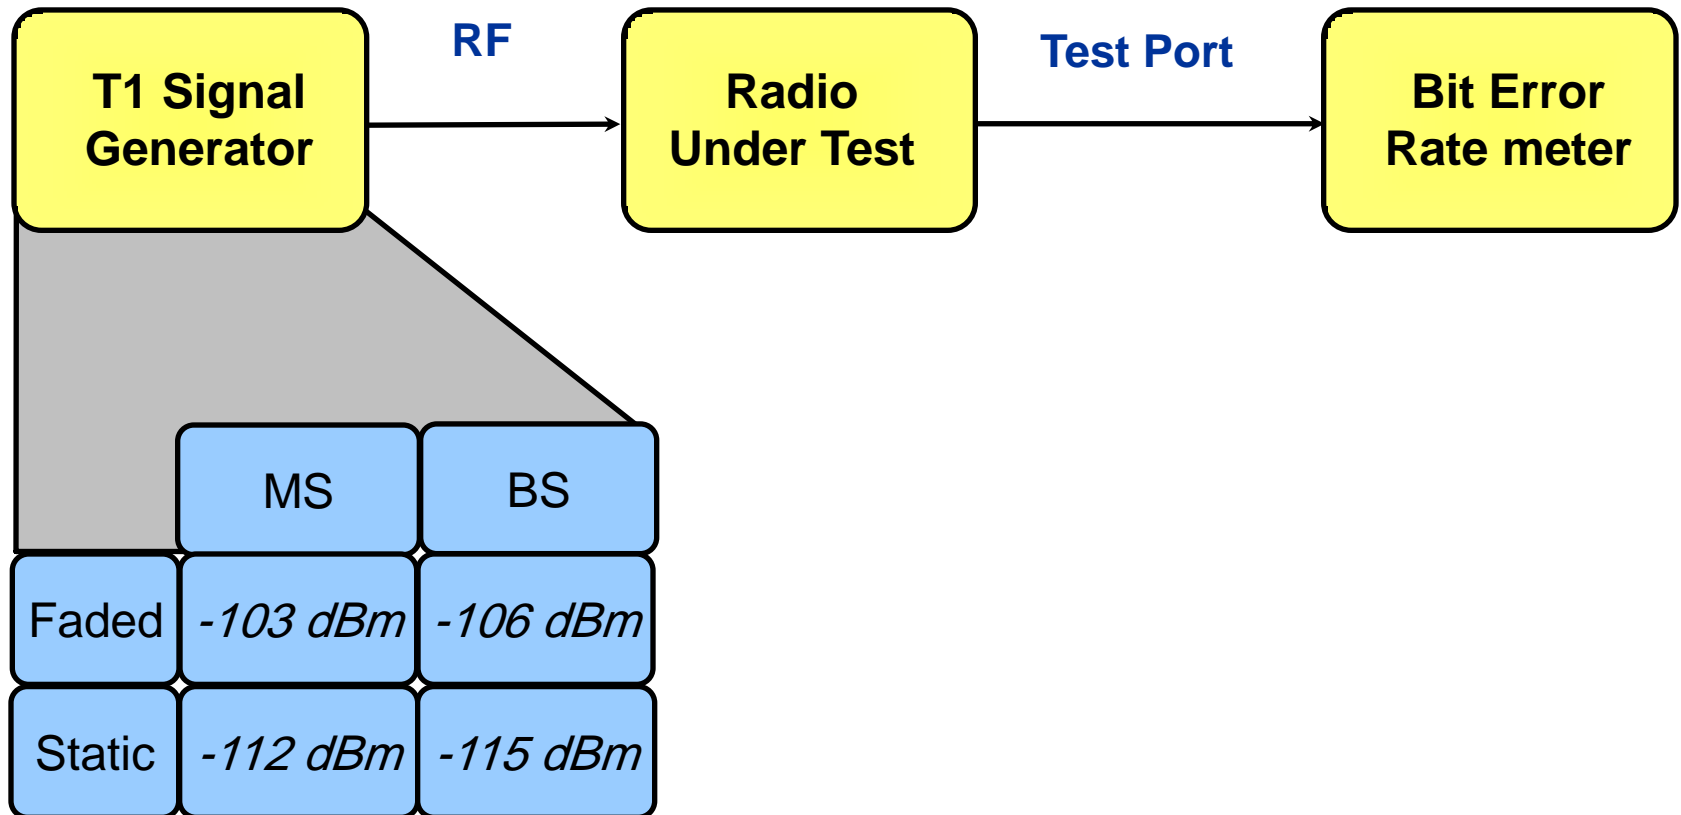 RF
Test Port
T1 Signal
Generator
Radio
Under Test
Bit Error
Rate meter
MS BS
Faded -103 dBm -106 dBm
Static -112 dBm -115 dBm